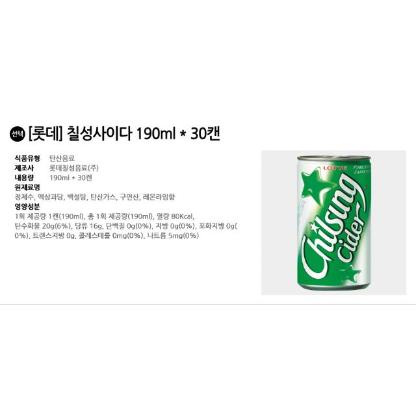 선택 [롯데] 칠성사이다 190ml * 30캔
식품유형 탄산음료
제조사 롯데칠성음료(주)
내용량 190ml * 30캔
원재료명
정제수, 액상과당, 백설탕, 탄산가스, 구연산, 레몬라임향
영양성분
1회 제공량 1캔(190ml), 총 1회 제공량(190ml), 열량 80Kcal,
탄수화물 20g(6%), 당류 16g, 단백질 0g(0%), 지방 0g(0%), 포화지방 0g(
0%), 트랜스지방 0g, 콜레스테롤 0mg(0%), 나트륨 5mg(0%)
LOTTE
Chilsung
Cider